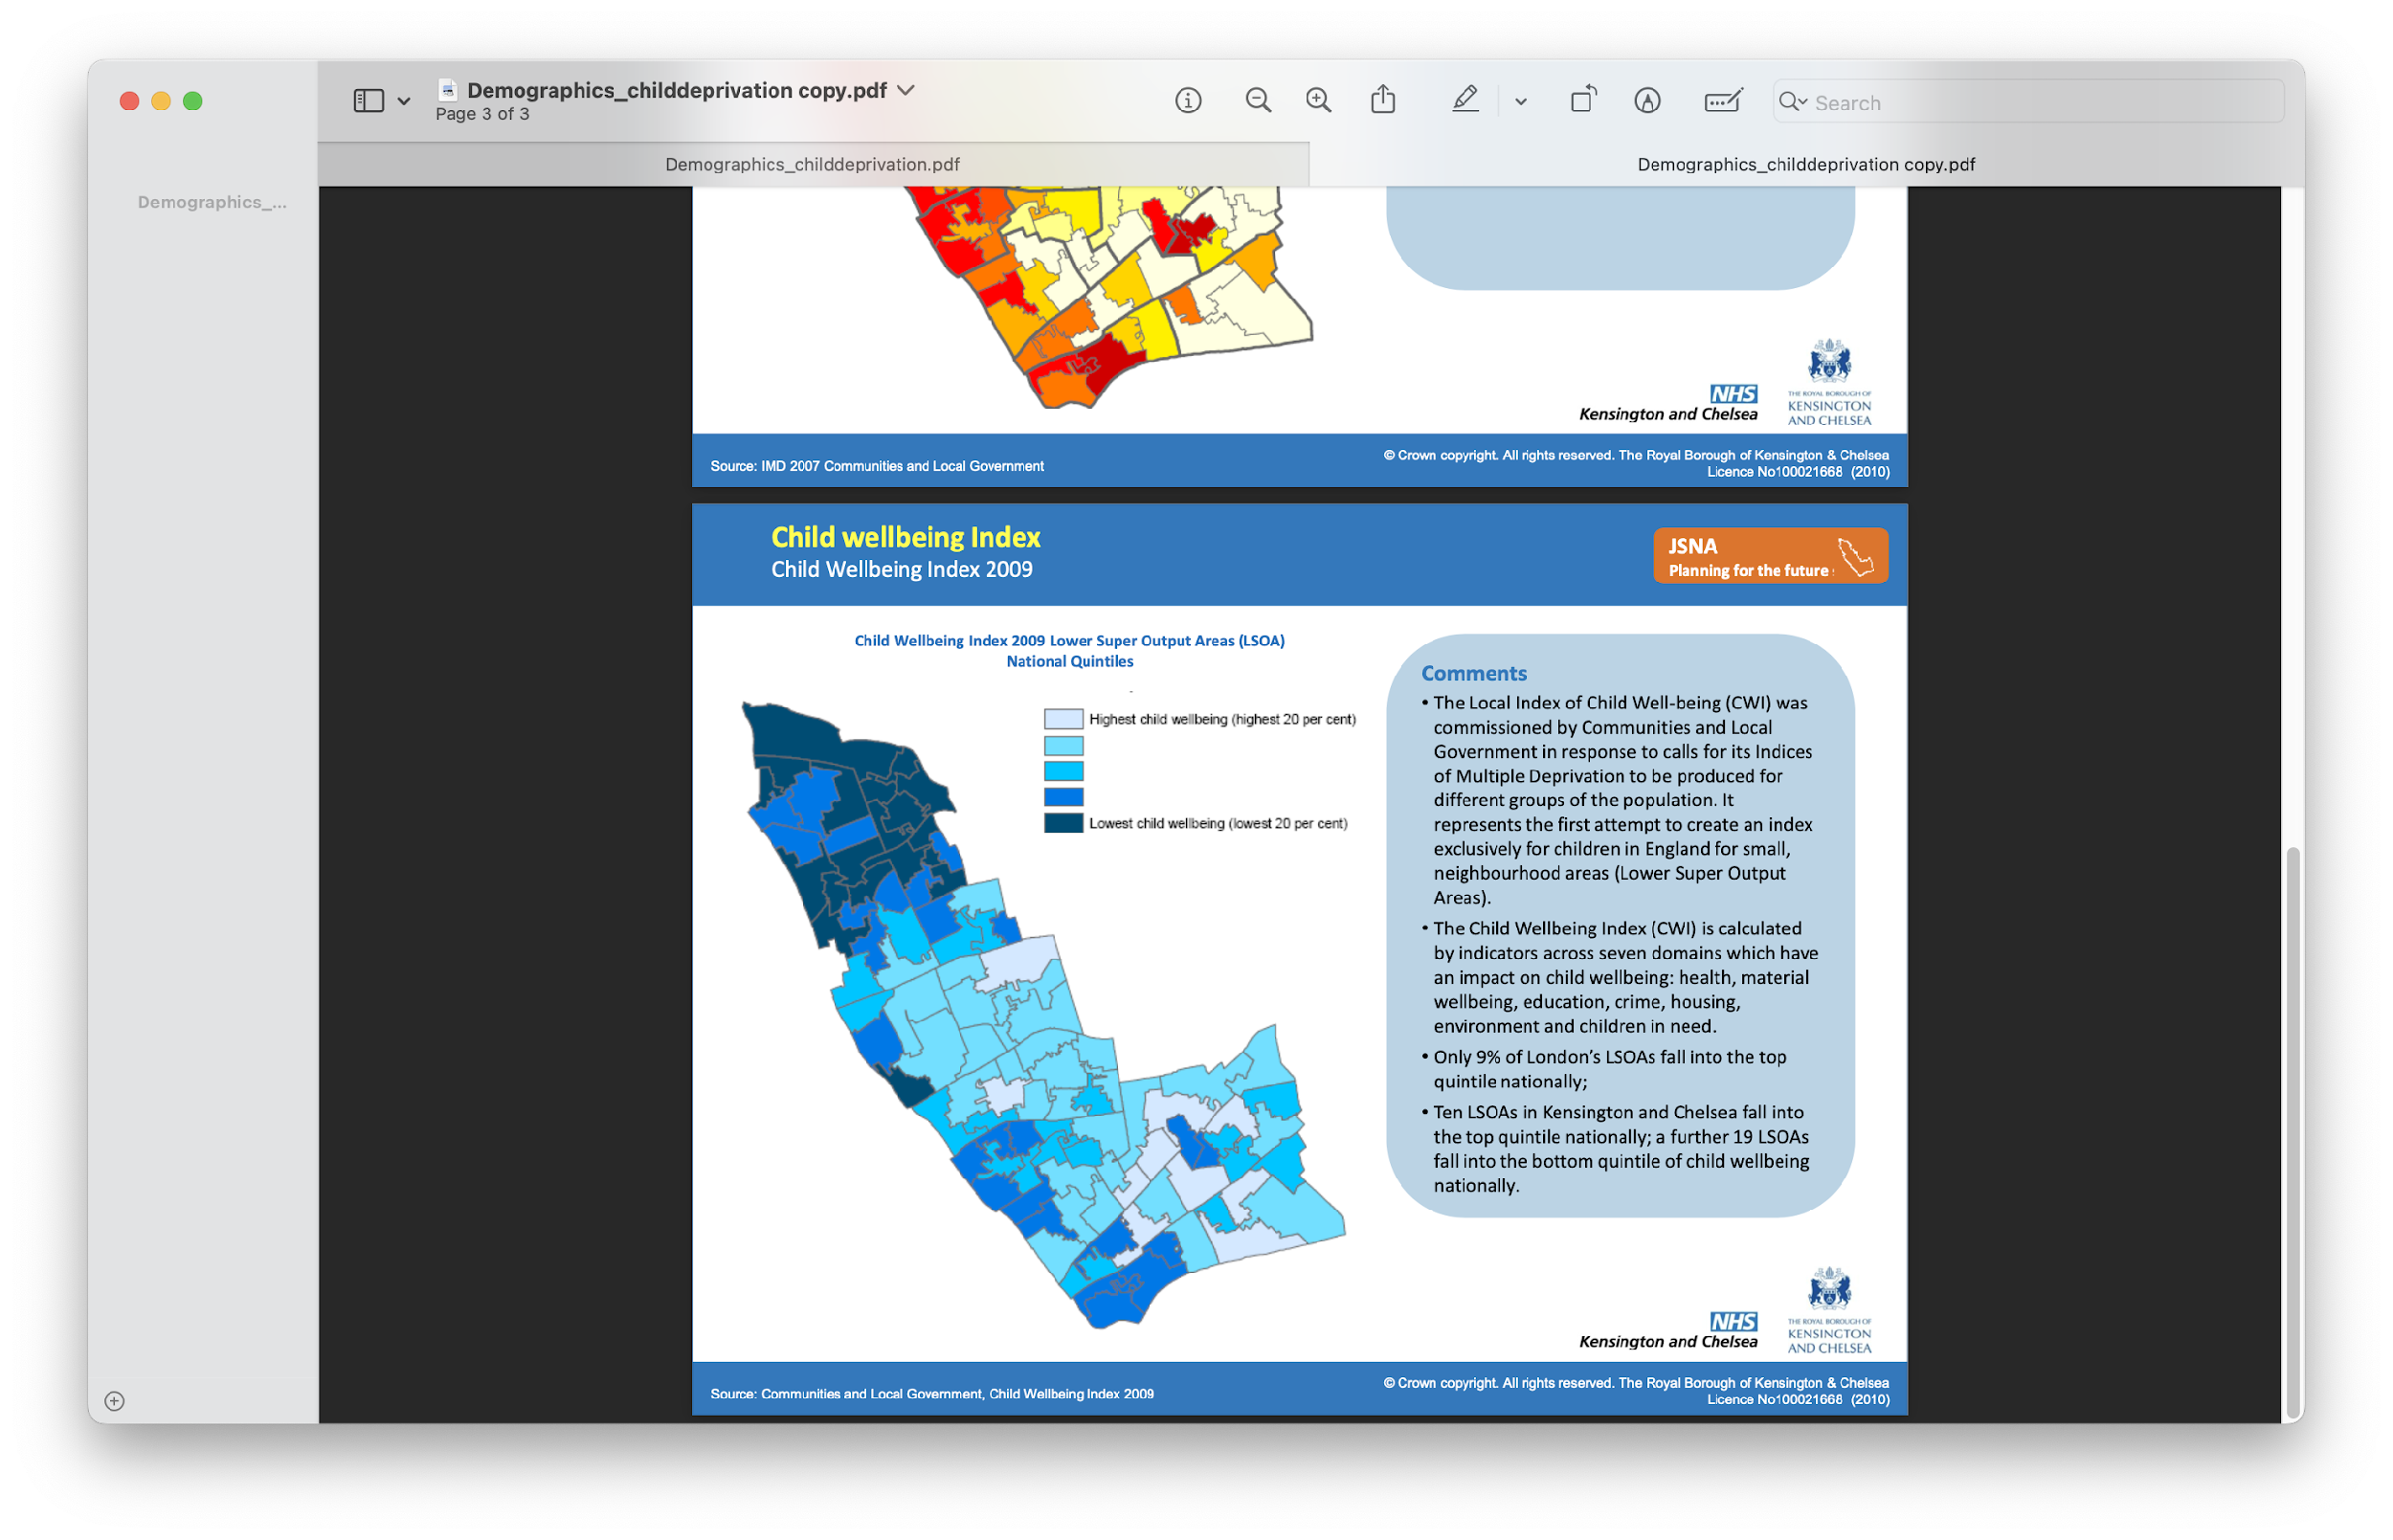 Demographics_childdeprivation copy.pdf
Page 3 of 3
Search
Demographics_childdeprivation.pdf
Demographics_childdeprivation copy.pdf
Demographics_...
NHS
Kensington and Chelsea
THE ROYAL BOROUGH OF
KENSINGTON
AND CHELSEA
Source: IMD 2007 Communities and Local Government
© Crown copyright. All rights reserved. The Royal Borough of Kensington & Chelsea
Licence No100021668 (2010)
Child wellbeing Index
Child Wellbeing Index 2009
JSNA
Planning for the future
Child Wellbeing Index 2009 Lower Super Output Areas (LSOA)
National Quintiles
Highest child wellbeing (highest 20 per cent)
Lowest child wellbeing (lowest 20 per cent)
Comments
• The Local Index of Child Well-being (CWI) was
commissioned by Communities and Local
Government in response to calls for its Indices
of Multiple Deprivation to be produced for
different groups of the population. It
represents the first attempt to create an index
exclusively for children in England for small,
neighbourhood areas (Lower Super Output
Areas).
• The Child Wellbeing Index (CWI) is calculated
by indicators across seven domains which have
an impact on child wellbeing: health, material
wellbeing, education, crime, housing,
environment and children in need.
• Only 9% of London's LSOAs fall into the top
quintile nationally;
• Ten LSOAs in Kensington and Chelsea fall into
the top quintile nationally; a further 19 LSOAs
fall into the bottom quintile of child wellbeing
nationally.
NHS
Kensington and Chelsea
THE ROYAL BOROUGH OF
KENSINGTON
AND CHELSEA
Source: Communities and Local Government, Child Wellbeing Index 2009
© Crown copyright. All rights reserved. The Royal Borough of Kensington & Chelsea
Licence No100021668 (2010)